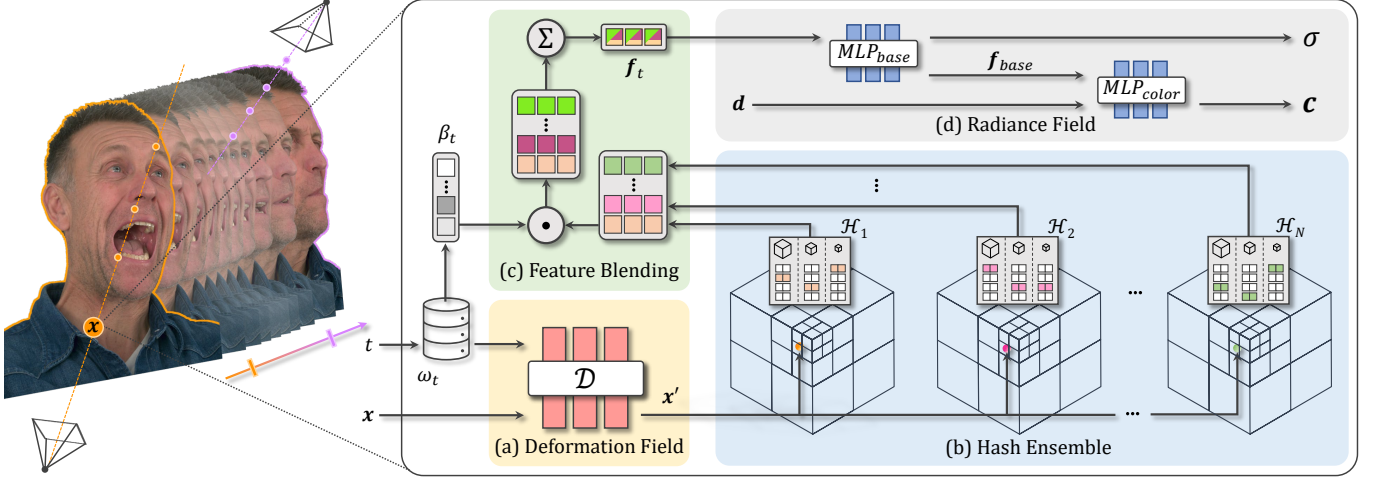 Σ
f_t
MLP_base
σ
f_base
MLP_color
d
c
(d) Radiance Field
β_t
ℋ_1
ℋ_2
ℋ_N
(c) Feature Blending
x
t
ω_t
𝒟
x
x′
(a) Deformation Field
(b) Hash Ensemble